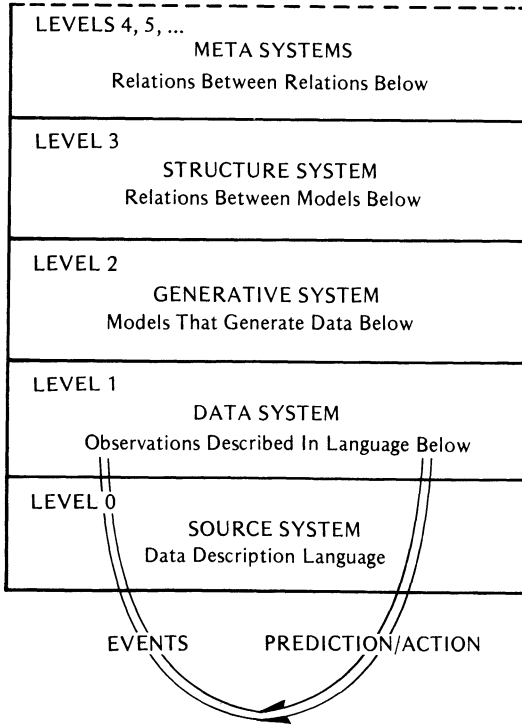 LEVELS 4, 5, ...
META SYSTEMS
Relations Between Relations Below
LEVEL 3
STRUCTURE SYSTEM
Relations Between Models Below
LEVEL 2
GENERATIVE SYSTEM
Models That Generate Data Below
LEVEL 1
DATA SYSTEM
Observations Described In Language Below
LEVEL 0
SOURCE SYSTEM
Data Description Language
EVENTS
PREDICTION/ACTION